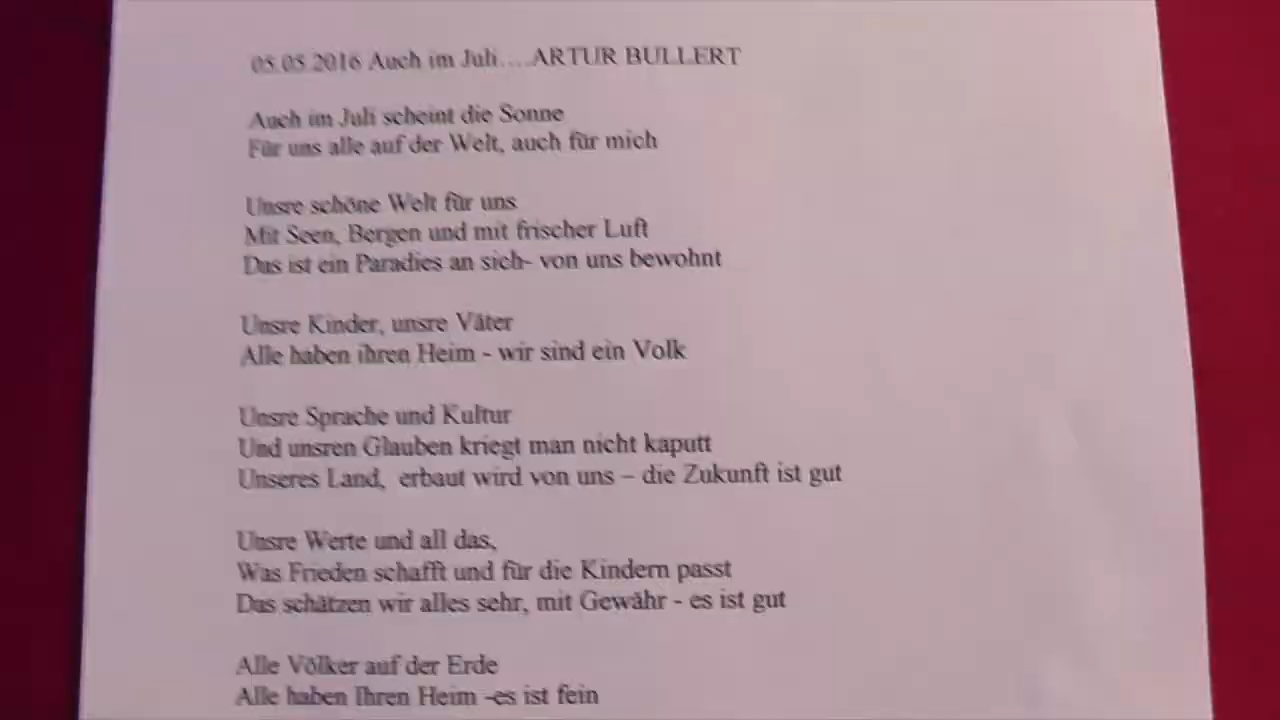 05.05.2016 Auch im Juli....ARTUR BULLERT
Auch im Juli scheint die Sonne
Für uns alle auf der Welt, auch für mich
Unsre schöne Welt für uns
Mit Seen, Bergen und mit frischer Luft
Das ist ein Paradies an sich- von uns bewohnt
Unsre Kinder, unsre Väter
Alle haben ihren Heim - wir sind ein Volk
Unsre Sprache und Kultur
Und unsren Glauben kriegt man nicht kaputt
Unseres Land, erbaut wird von uns – die Zukunft ist gut
Unsre Werte und all das,
Was Frieden schafft und für die Kindern passt
Das schätzen wir alles sehr, mit Gewähr - es ist gut
Alle Völker auf der Erde
Alle haben Ihren Heim -es ist fein